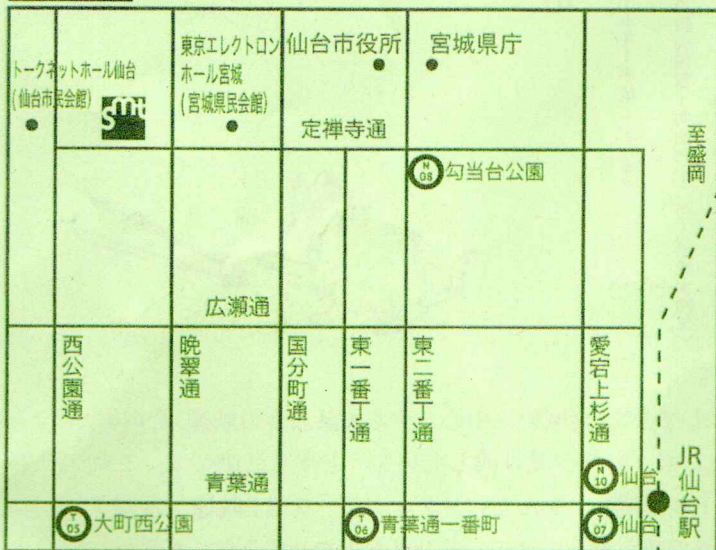 トークネットホール仙台
(仙台市民会館)
smt
東京エレクトロン
ホール宮城
(宮城県民会館)
仙台市役所
宮城県庁
定禅寺通
至盛岡
N
08
勾当台公園
広瀬通
西公園通
晩翠通
国分町通
東一番丁通
東二番丁通
愛宕上杉通
青葉通
N
10
仙台
JR仙台駅
T
05
大町西公園
T
06
青葉通一番町
T
07
仙台